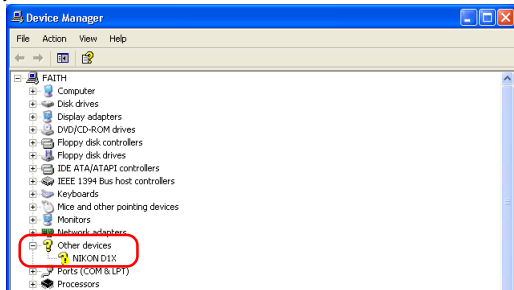 Device Manager
File Action View Help
FAITH
Computer
Disk drives
Display adapters
DVD/CD-ROM drives
Floppy disk controllers
Floppy disk drives
IDE ATA/ATAPI controllers
IEEE 1394 Bus host controllers
Keyboards
Mice and other pointing devices
Monitors
Network adapters
Other devices
NIKON D1X
Ports (COM & LPT)
Processors